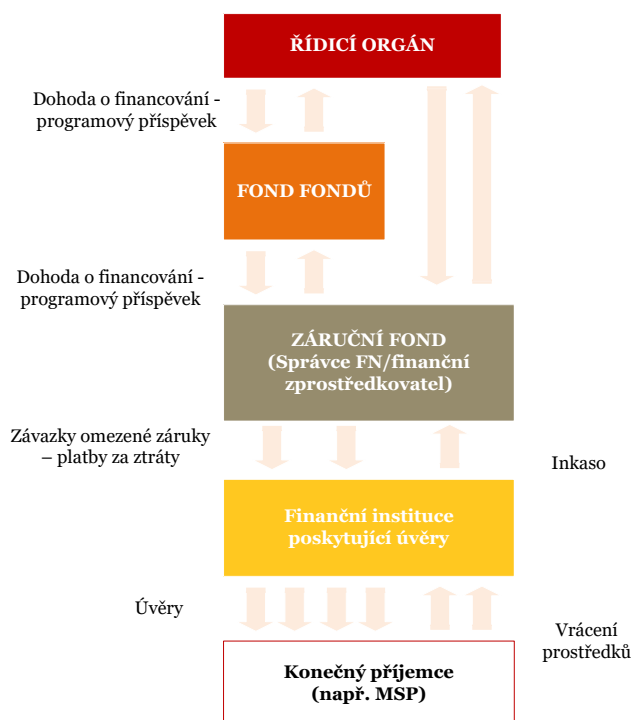 ŘÍDICÍ ORGÁN
Dohoda o financování -
programový příspěvek
FOND FONDŮ
Dohoda o financování -
programový příspěvek
ZÁRUČNÍ FOND
(Správce FN/finanční
zprostředkovatel)
Závazky omezené záruky
– platby za ztráty
Inkaso
Finanční instituce
poskytující úvěry
Úvěry
Vrácení
prostředků
Konečný příjemce
(např. MSP)